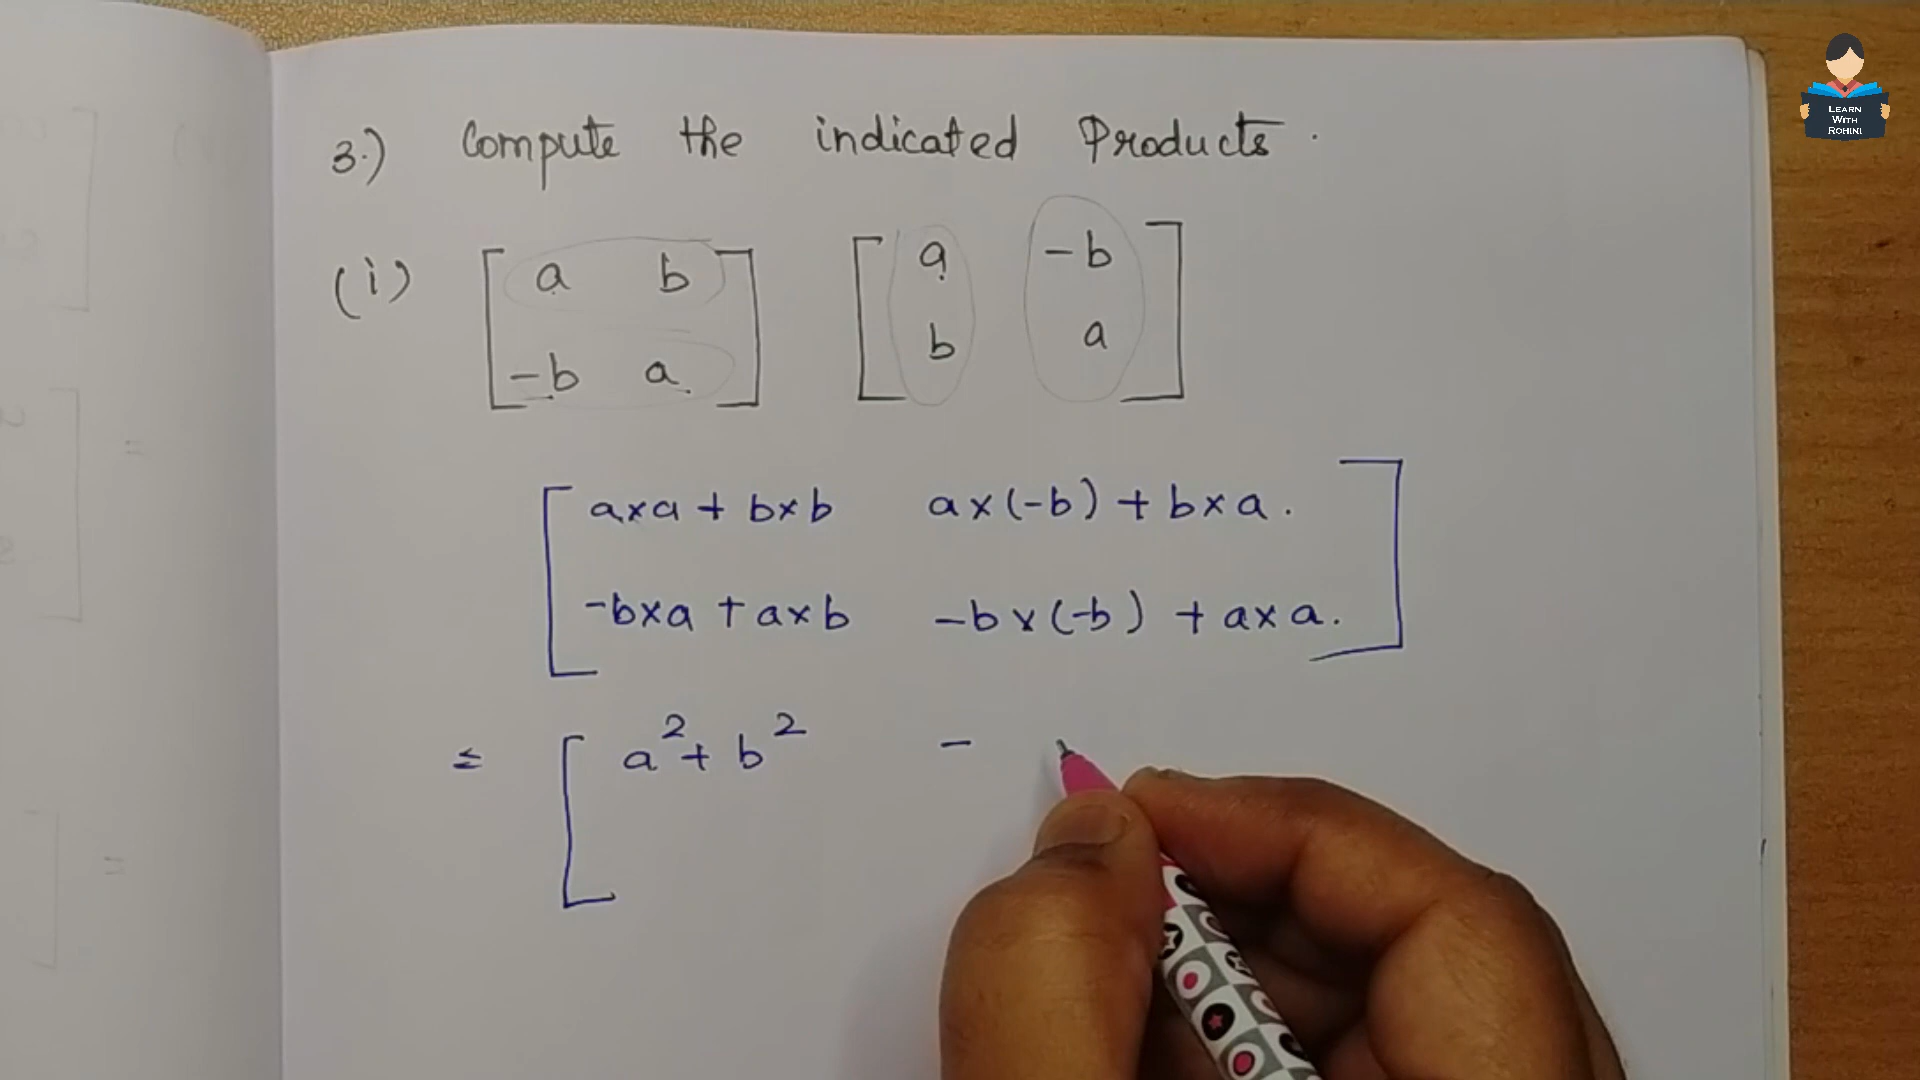 3.) Compute the indicated Products.
(i) [ a b ] [ a -b ]
[ -b a ] [ b a ]
[ a×a + b×b a×(-b) + b×a.
-b×a + a×b -b×(-b) + a×a. ]
= [ a² + b² -
LEARN
WITH
ROHINI